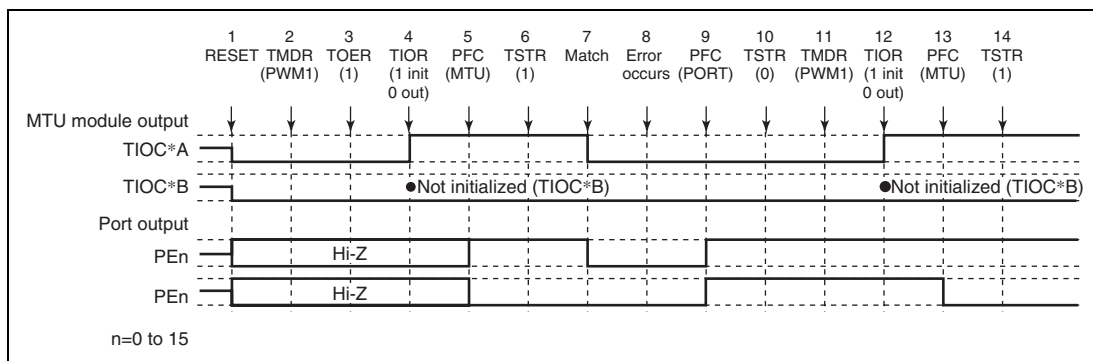 1 2 3 4 5 6 7 8 9 10 11 12 13 14
RESET TMDR TOER TIOR PFC TSTR Match Error PFC TSTR TMDR TIOR PFC TSTR
(PWM1) (1) (1 init (MTU) (1) occurs (PORT) (0) (PWM1) (1 init (MTU) (1)
0 out) 0 out)
MTU module output
TIOC*A
TIOC*B ●Not initialized (TIOC*B) ●Not initialized (TIOC*B)
Port output
PEn Hi-Z
PEn Hi-Z
n=0 to 15